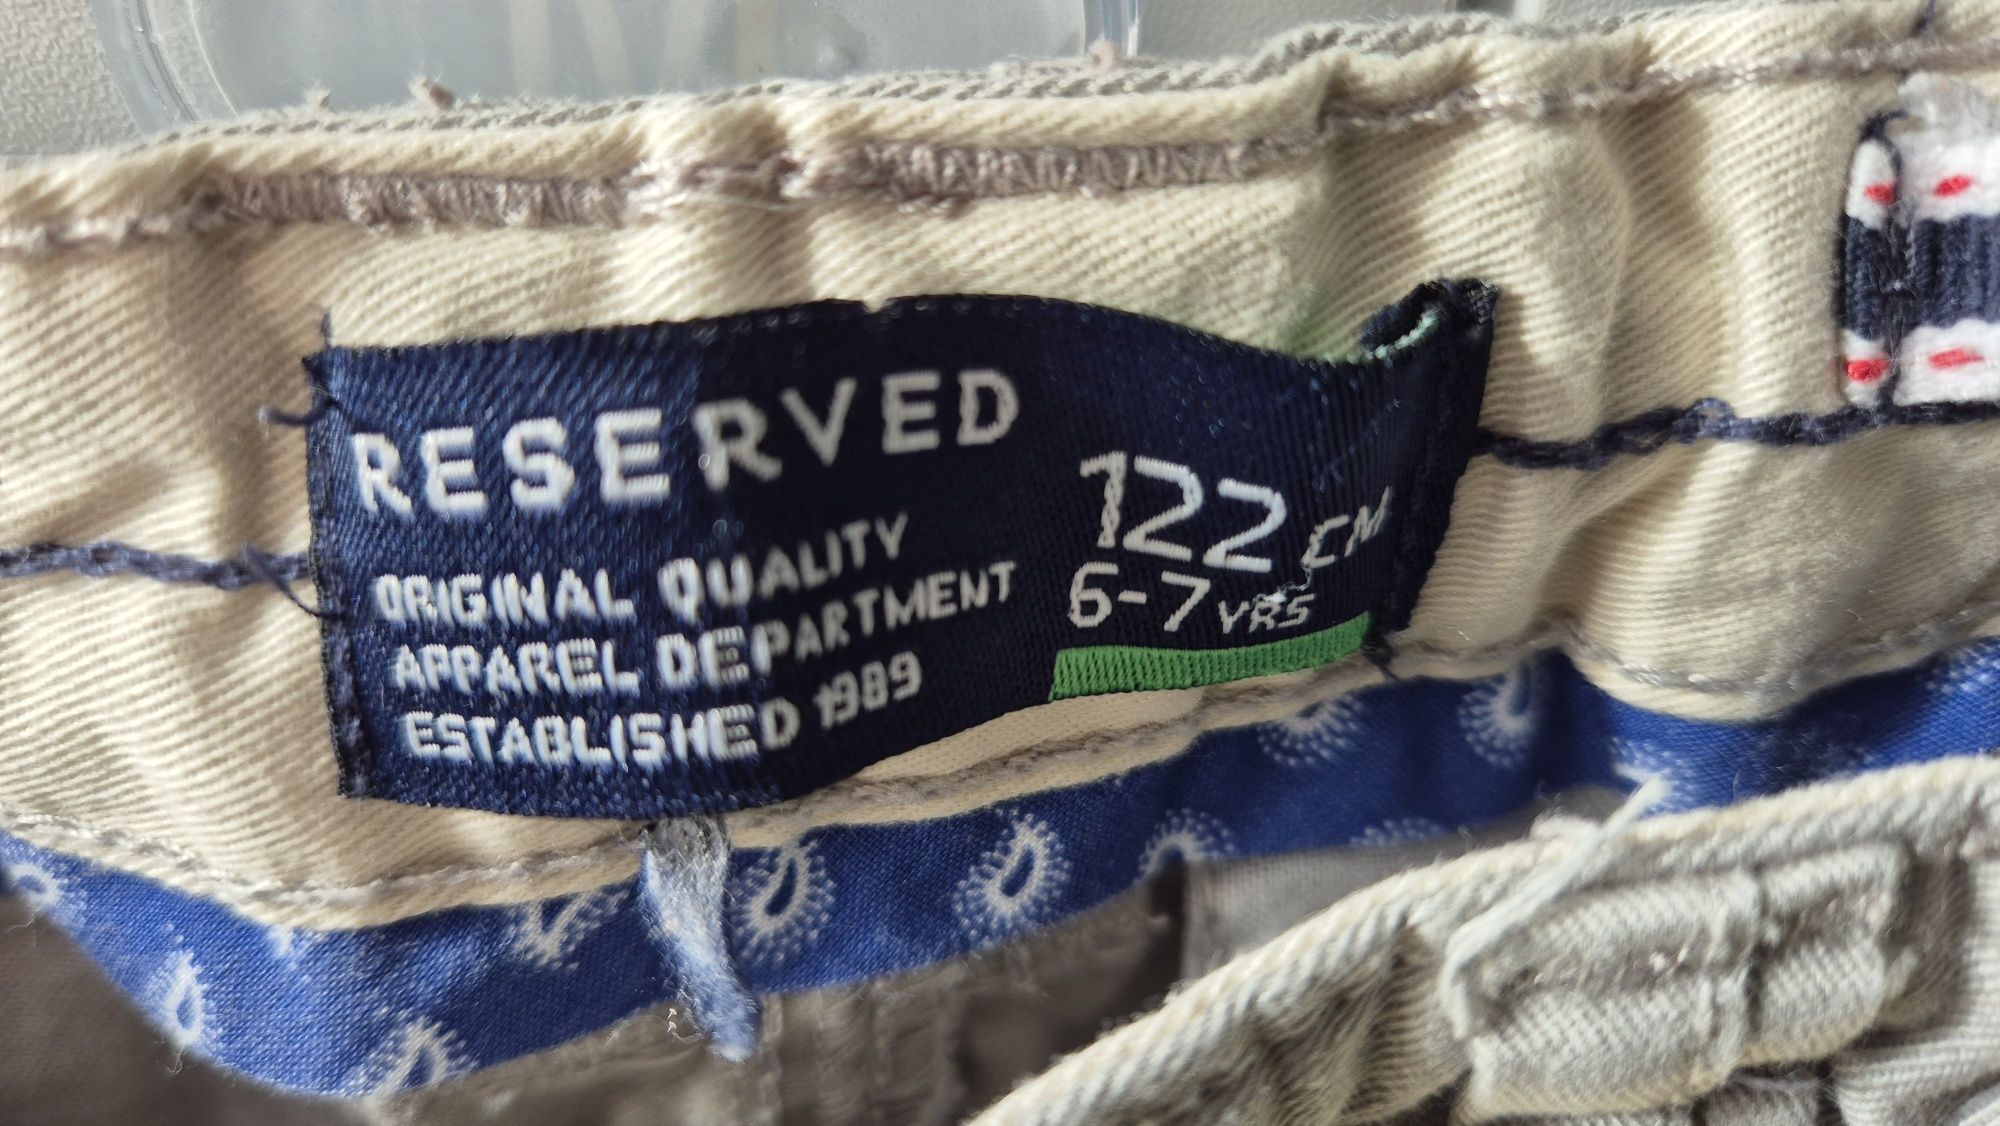 RESERVED
ORIGINAL QUALITY
APPAREL DEPARTMENT
ESTABLISHED 1989
122 CM
6-7 YRS